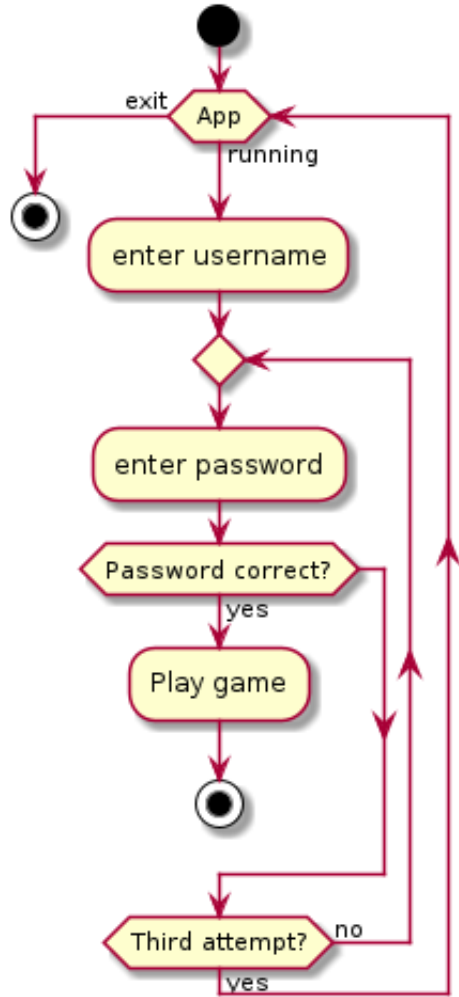 exit
App
running
enter username
enter password
Password correct?
yes
Play game
Third attempt?
no
yes